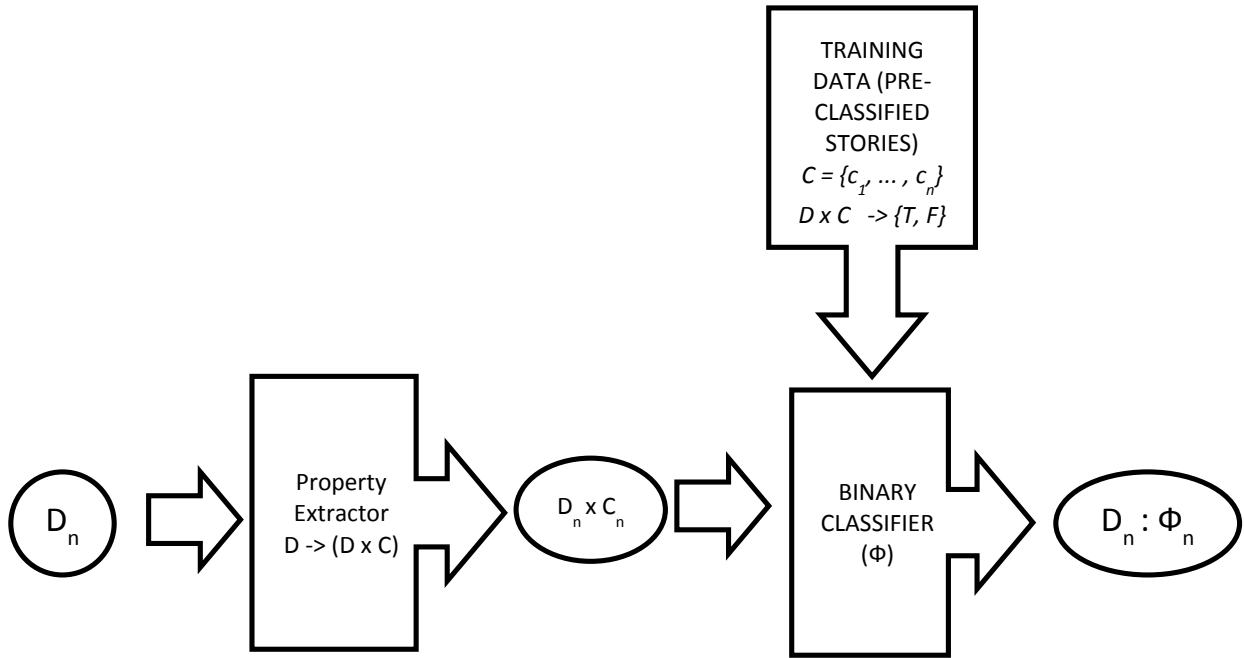 TRAINING
DATA (PRE-
CLASSIFIED
STORIES)
C = {c₁, ... , cₙ}
D x C -> {T, F}
Dₙ
Property
Extractor
D -> (D x C)
Dₙ x Cₙ
BINARY
CLASSIFIER
(Φ)
Dₙ : Φₙ